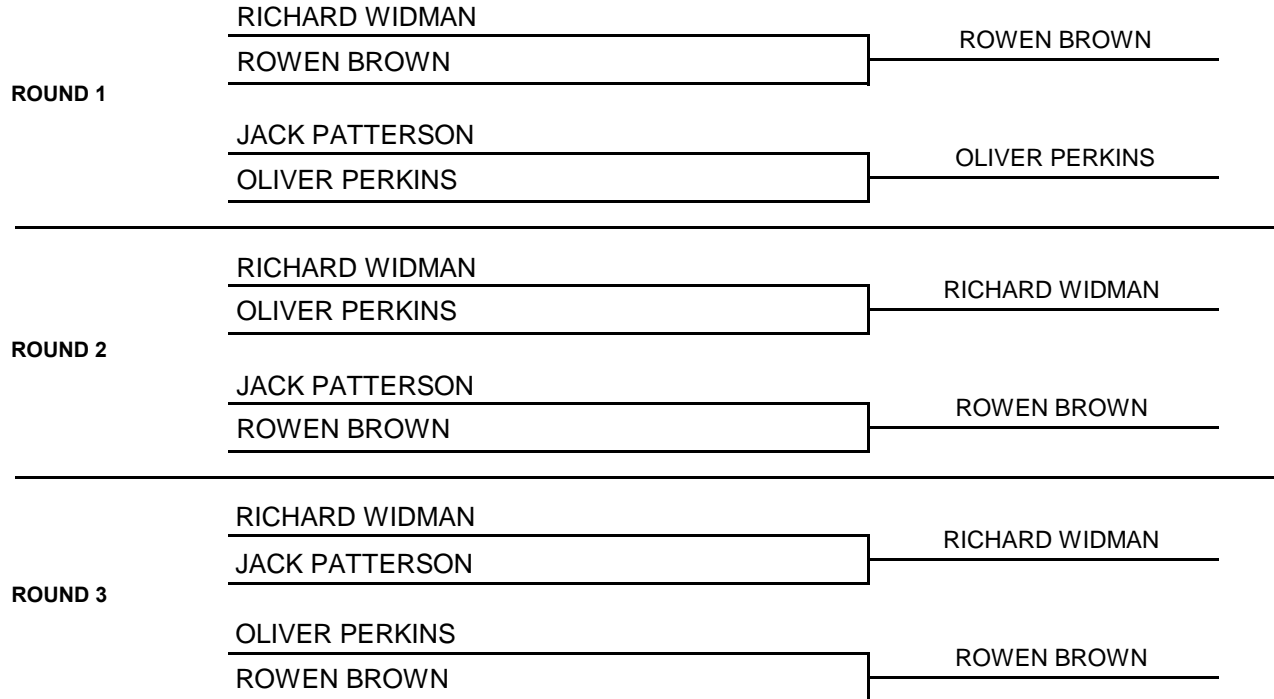 RICHARD WIDMAN
ROWEN BROWN
ROWEN BROWN
ROUND 1
JACK PATTERSON
OLIVER PERKINS
OLIVER PERKINS
RICHARD WIDMAN
RICHARD WIDMAN
OLIVER PERKINS
ROUND 2
JACK PATTERSON
ROWEN BROWN
ROWEN BROWN
RICHARD WIDMAN
RICHARD WIDMAN
JACK PATTERSON
ROUND 3
OLIVER PERKINS
ROWEN BROWN
ROWEN BROWN